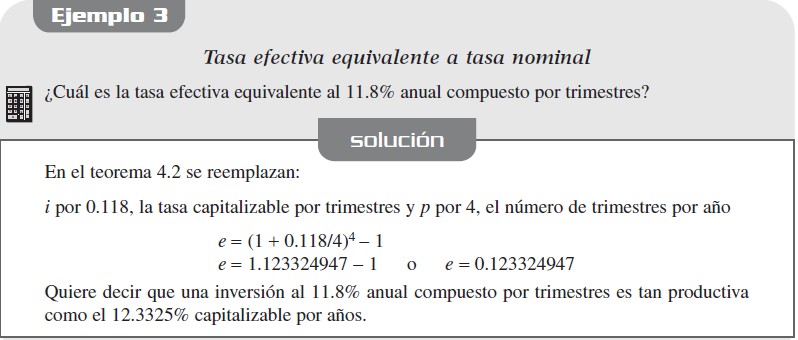 Ejemplo 3
Tasa efectiva equivalente a tasa nominal
¿Cuál es la tasa efectiva equivalente al 11.8% anual compuesto por trimestres?
solución
En el teorema 4.2 se reemplazan:
i por 0.118, la tasa capitalizable por trimestres y p por 4, el número de trimestres por año
e = (1 + 0.118/4)⁴ – 1
e = 1.123324947 – 1 o e = 0.123324947
Quiere decir que una inversión al 11.8% anual compuesto por trimestres es tan productiva
como el 12.3325% capitalizable por años.